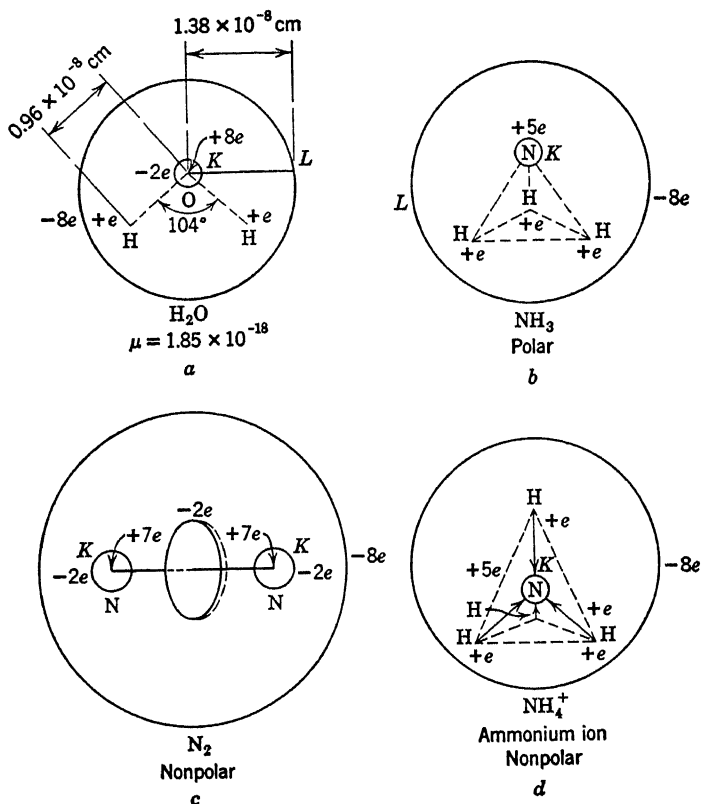 1.38 × 10⁻⁸ cm
0.96 × 10⁻⁸ cm
+8e
−2e K L
O
−8e +e +e
H 104° H
H₂O
μ = 1.85 × 10⁻¹⁸
a
+5e
N K
H
L −8e
H +e H
+e +e
NH₃
Polar
b
−2e
+7e +7e
K K
−8e
−2e −2e
N N
N₂
Nonpolar
c
H
+e
+5e K −8e
N
H +e
H H
+e +e
NH₄⁺
Ammonium ion
Nonpolar
d